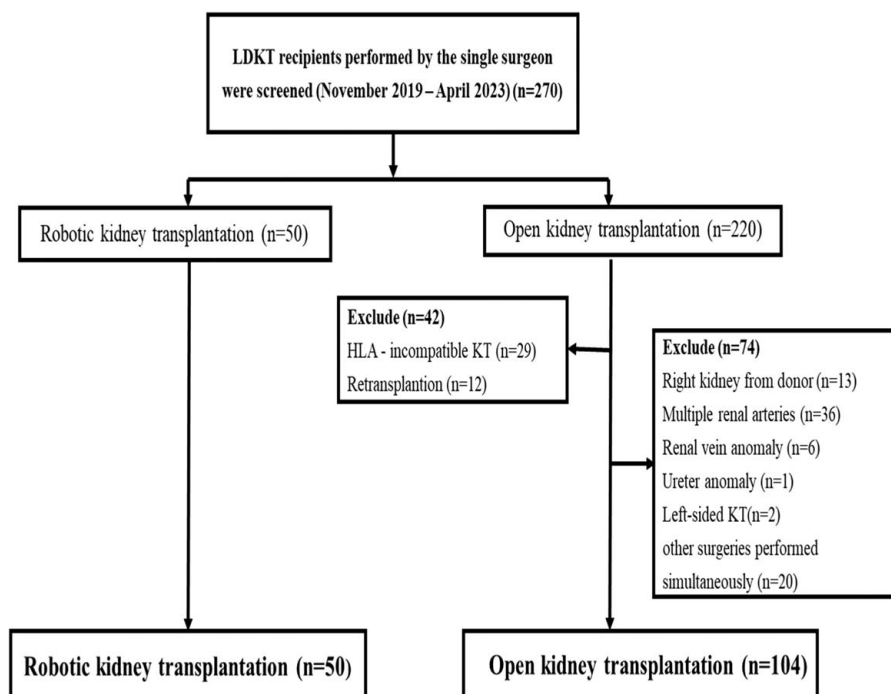 LDKT recipients performed by the single surgeon
were screened (November 2019 – April 2023) (n=270)
Robotic kidney transplantation (n=50)
Open kidney transplantation (n=220)
Exclude (n=42)
HLA - incompatible KT (n=29)
Retransplantion (n=12)
Exclude (n=74)
Right kidney from donor (n=13)
Multiple renal arteries (n=36)
Renal vein anomaly (n=6)
Ureter anomaly (n=1)
Left-sided KT(n=2)
other surgeries performed
simultaneously (n=20)
Robotic kidney transplantation (n=50)
Open kidney transplantation (n=104)